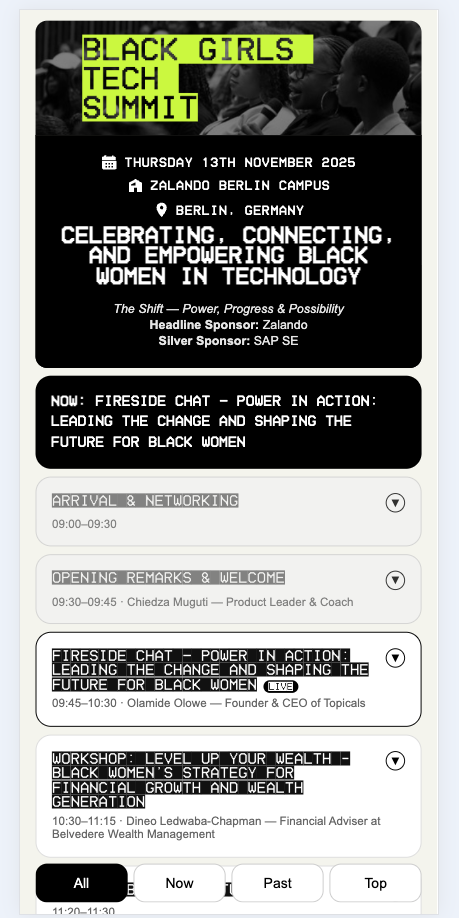 BLACK GIRLS
TECH
SUMMIT
THURSDAY 13TH NOVEMBER 2025
ZALANDO BERLIN CAMPUS
BERLIN, GERMANY
CELEBRATING, CONNECTING,
AND EMPOWERING BLACK
WOMEN IN TECHNOLOGY
The Shift — Power, Progress & Possibility
Headline Sponsor: Zalando
Silver Sponsor: SAP SE
NOW: FIRESIDE CHAT – POWER IN ACTION:
LEADING THE CHANGE AND SHAPING THE
FUTURE FOR BLACK WOMEN
ARRIVAL & NETWORKING
09:00–09:30
OPENING REMARKS & WELCOME
09:30–09:45 · Chiedza Muguti — Product Leader & Coach
FIRESIDE CHAT – POWER IN ACTION:
LEADING THE CHANGE AND SHAPING THE
FUTURE FOR BLACK WOMEN LIVE
09:45–10:30 · Olamide Olowe — Founder & CEO of Topicals
WORKSHOP: LEVEL UP YOUR WEALTH –
BLACK WOMEN'S STRATEGY FOR
FINANCIAL GROWTH AND WEALTH
GENERATION
10:30–11:15 · Dineo Ledwaba-Chapman — Financial Adviser at
Belvedere Wealth Management
All
Now
Past
Top
11:20–11:30